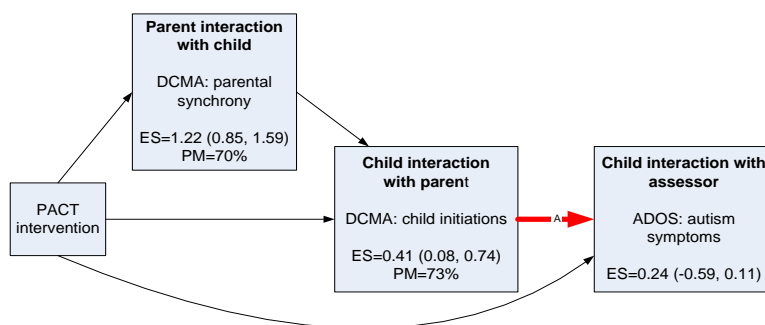 Parent interaction
with child
DCMA: parental
synchrony
ES=1.22 (0.85, 1.59)
PM=70%
PACT
intervention
Child interaction
with parent
DCMA: child initiations
ES=0.41 (0.08, 0.74)
PM=73%
A
Child interaction with
assessor
ADOS: autism
symptoms
ES=0.24 (-0.59, 0.11)